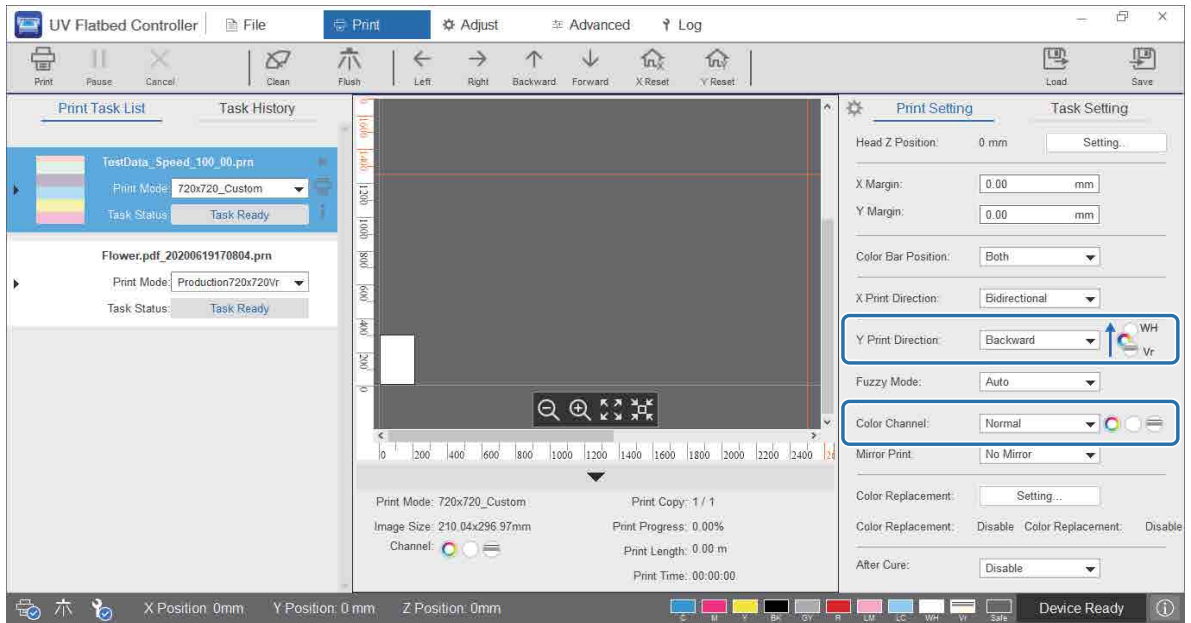 UV Flatbed Controller File Print Adjust Advanced Log
Print Pause Cancel Clean Flush Left Right Backward Forward X Reset Y Reset Load Save
Print Task List Task History
TestData_Speed_100_00.prn
Print Mode: 720x720_Custom
Task Status: Task Ready
Flower.pdf_20200619170804.prn
Print Mode: Production720x720Vr
Task Status: Task Ready
1600
1400
1200
1000
800
600
400
200
0
0 200 400 600 800 1000 1200 1400 1600 1800 2000 2200 2400
Print Mode: 720x720_Custom Print Copy: 1 / 1
Image Size: 210.04x296.97mm Print Progress: 0.00%
Channel: Print Length: 0.00 m
Print Time: 00:00:00
Print Setting Task Setting
Head Z Position: 0 mm Setting..
X Margin: 0.00 mm
Y Margin: 0.00 mm
Color Bar Position: Both
X Print Direction: Bidirectional
Y Print Direction: Backward WH
Vr
Fuzzy Mode: Auto
Color Channel: Normal
Mirror Print: No Mirror
Color Replacement: Setting...
Color Replacement: Disable Color Replacement: Disable
After Cure: Disable
X Position: 0mm Y Position: 0 mm Z Position: 0mm C M Y BK GY R LM LC WH Vr Safe Device Ready